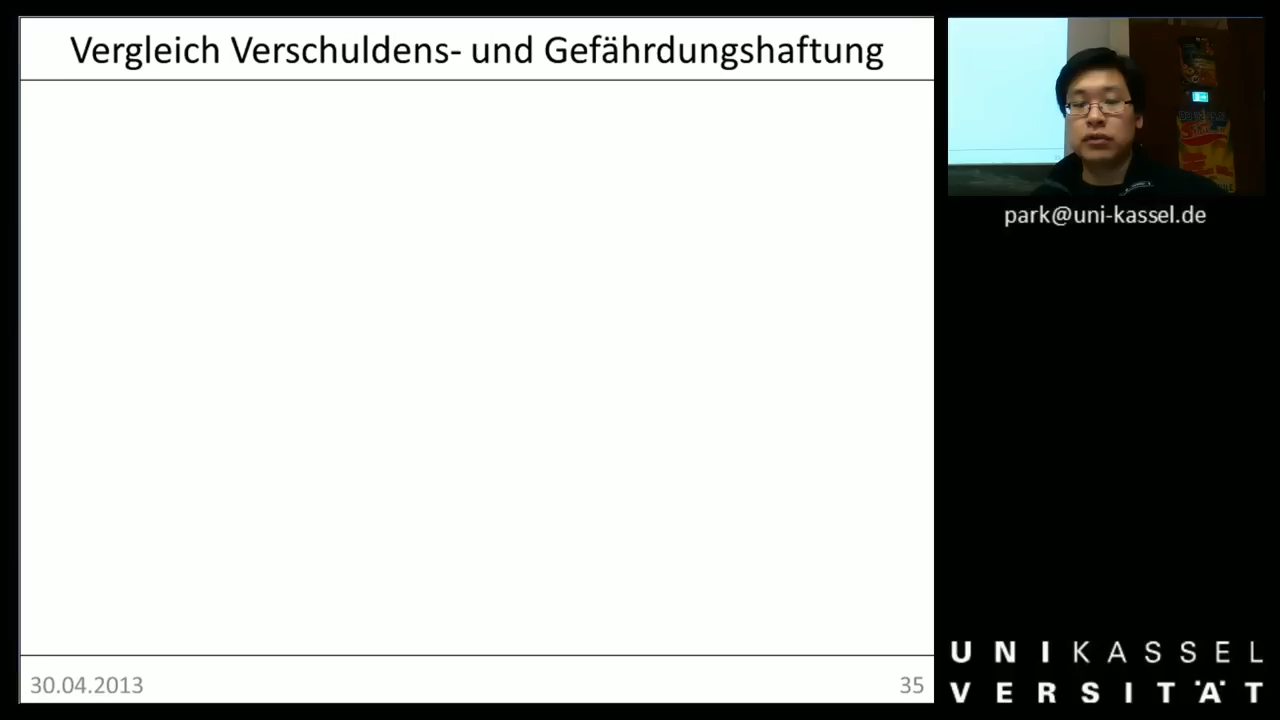 Vergleich Verschuldens- und Gefährdungshaftung
park@uni-kassel.de
30.04.2013
35
UNIKASSEL
VERSITÄT